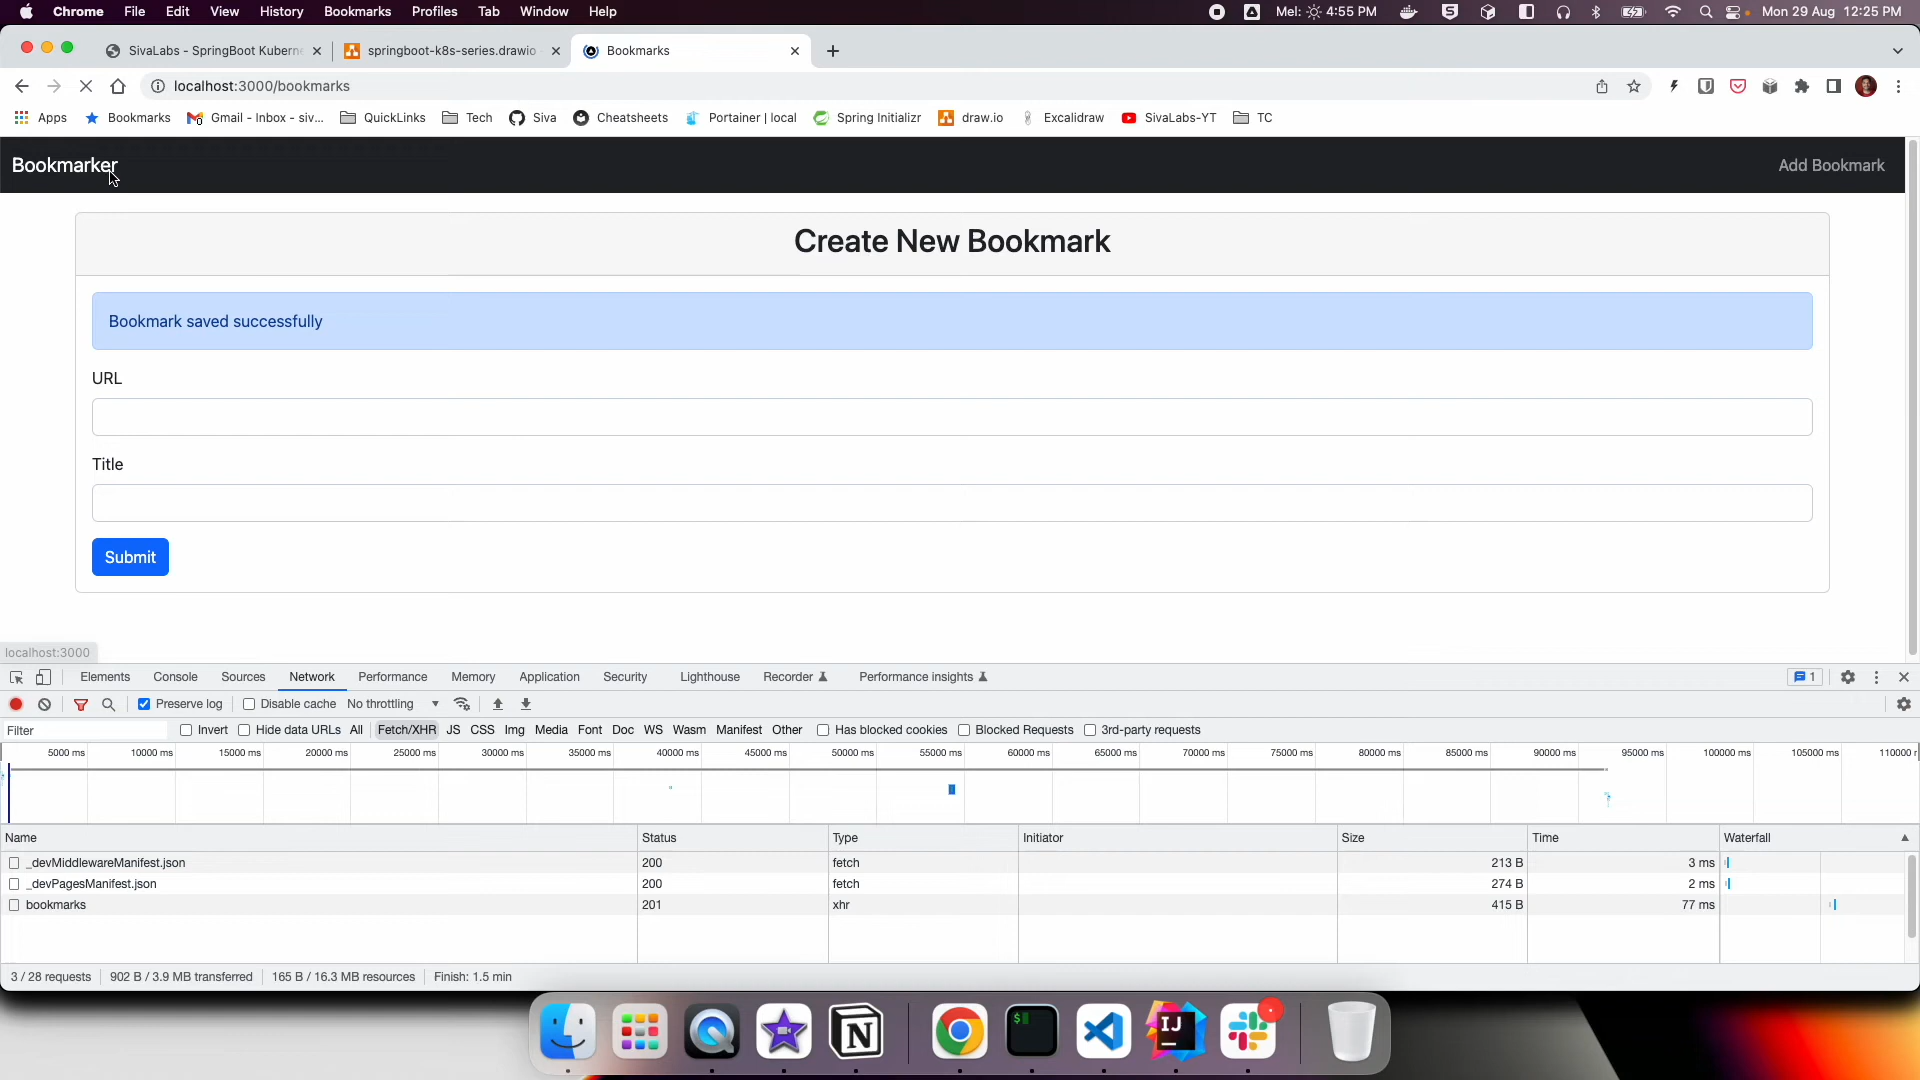 Chrome File Edit View History Bookmarks Profiles Tab Window Help Mel: 4:55 PM Mon 29 Aug 12:25 PM
SivaLabs - SpringBoot Kuberne springboot-k8s-series.drawio Bookmarks
localhost:3000/bookmarks
Apps Bookmarks Gmail - Inbox - siv... QuickLinks Tech Siva Cheatsheets Portainer | local Spring Initializr draw.io Excalidraw SivaLabs-YT TC
Bookmarker Add Bookmark
Create New Bookmark
Bookmark saved successfully
URL
Title
Submit
localhost:3000
Elements Console Sources Network Performance Memory Application Security Lighthouse Recorder Performance insights 1
Preserve log Disable cache No throttling
Filter Invert Hide data URLs All Fetch/XHR JS CSS Img Media Font Doc WS Wasm Manifest Other Has blocked cookies Blocked Requests 3rd-party requests
5000 ms 10000 ms 15000 ms 20000 ms 25000 ms 30000 ms 35000 ms 40000 ms 45000 ms 50000 ms 55000 ms 60000 ms 65000 ms 70000 ms 75000 ms 80000 ms 85000 ms 90000 ms 95000 ms 100000 ms 105000 ms 110000 r
Name Status Type Initiator Size Time Waterfall
_devMiddlewareManifest.json 200 fetch 213 B 3 ms
_devPagesManifest.json 200 fetch 274 B 2 ms
bookmarks 201 xhr 415 B 77 ms
3 / 28 requests 902 B / 3.9 MB transferred 165 B / 16.3 MB resources Finish: 1.5 min
$
N
IJ